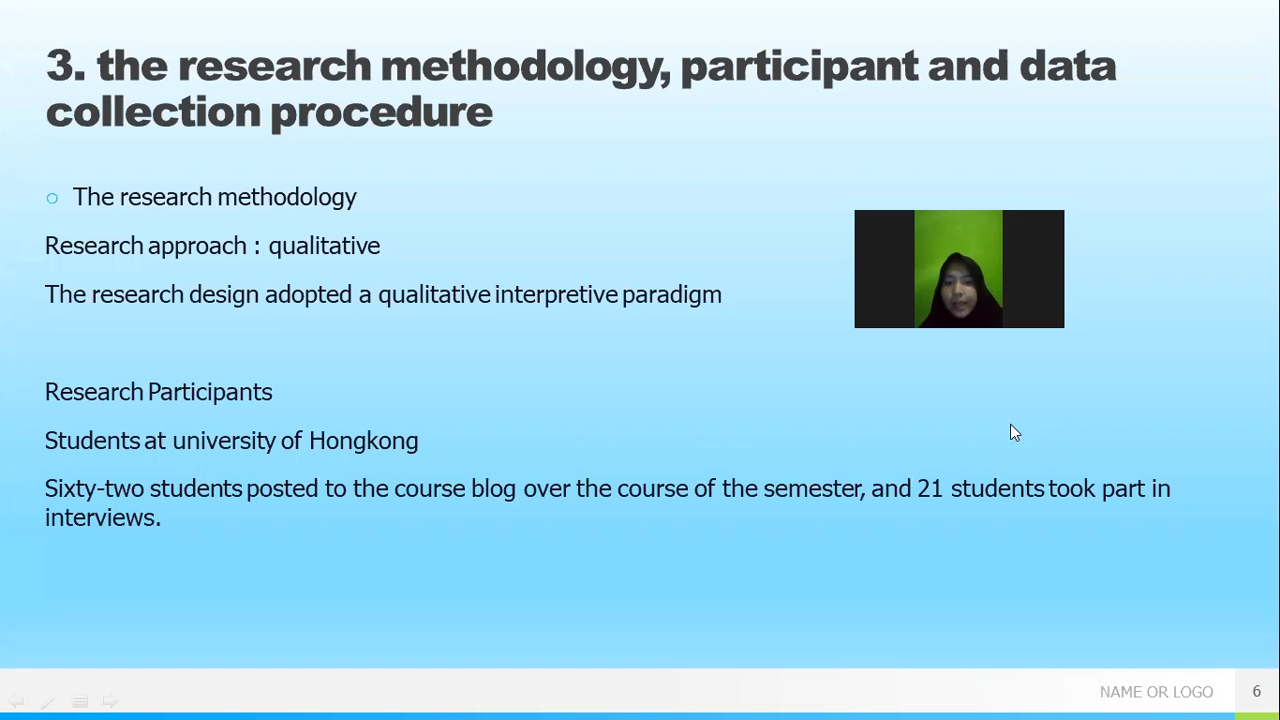 3. the research methodology, participant and data
collection procedure
The research methodology
Research approach : qualitative
The research design adopted a qualitative interpretive paradigm
Research Participants
Students at university of Hongkong
Sixty-two students posted to the course blog over the course of the semester, and 21 students took part in
interviews.
NAME OR LOGO
6